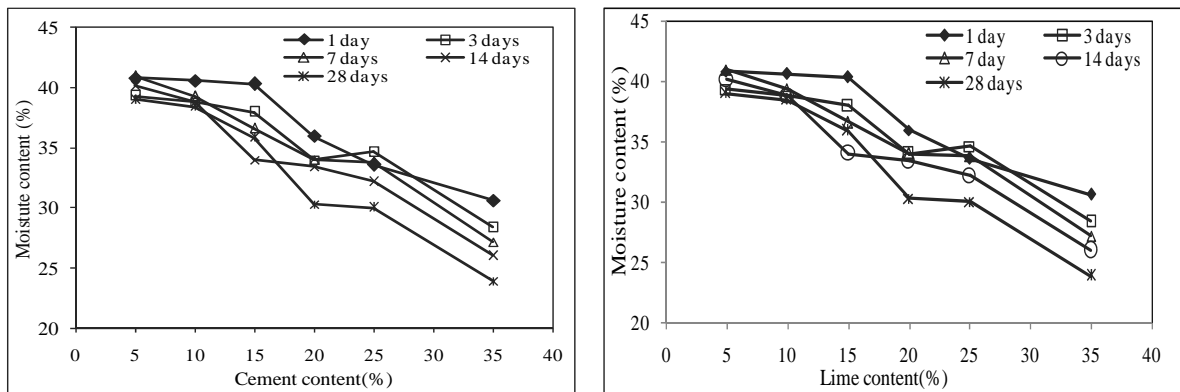 45
40
35
30
25
20
Moistute content (%)
1 day
3 days
7 days
14 days
28 days
0 5 10 15 20 25 30 35 40
Cement content(%)
45
40
35
30
25
20
Moisture content (%)
1 day
3 days
7 day
14 days
28 days
0 5 10 15 20 25 30 35 40
Lime content(%)